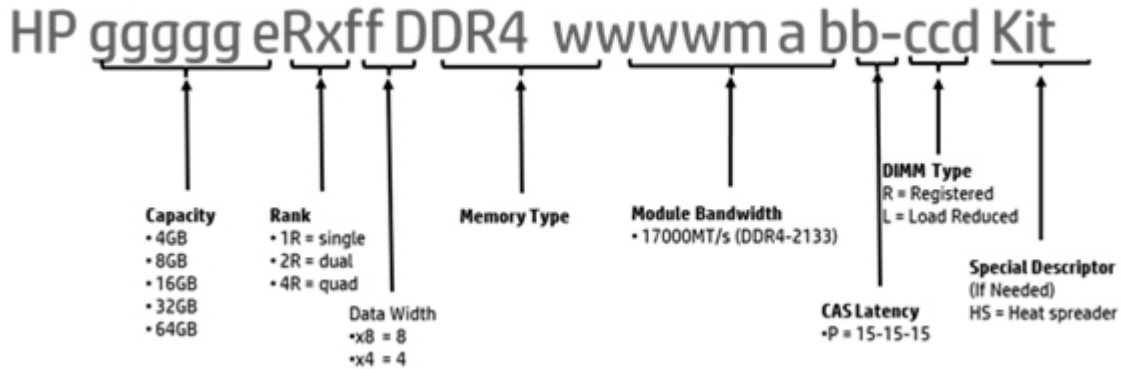 HP ggggg eRxff DDR4 wwwwm a bb-ccd Kit
Capacity
• 4GB
• 8GB
• 16GB
• 32GB
• 64GB
Rank
• 1R = single
• 2R = dual
• 4R = quad
Data Width
•x8 = 8
•x4 = 4
Memory Type
Module Bandwidth
• 17000MT/s (DDR4-2133)
CAS Latency
•P = 15-15-15
DIMM Type
R = Registered
L = Load Reduced
Special Descriptor
(If Needed)
HS = Heat spreader